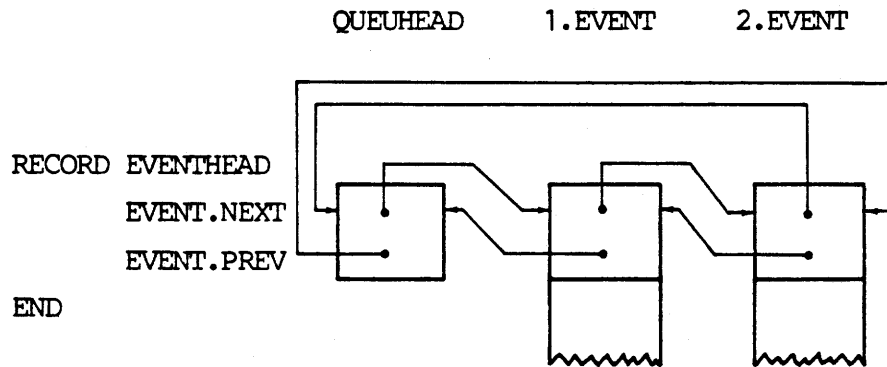 QUEUHEAD 1.EVENT 2.EVENT
RECORD EVENTHEAD
EVENT.NEXT
EVENT.PREV
END